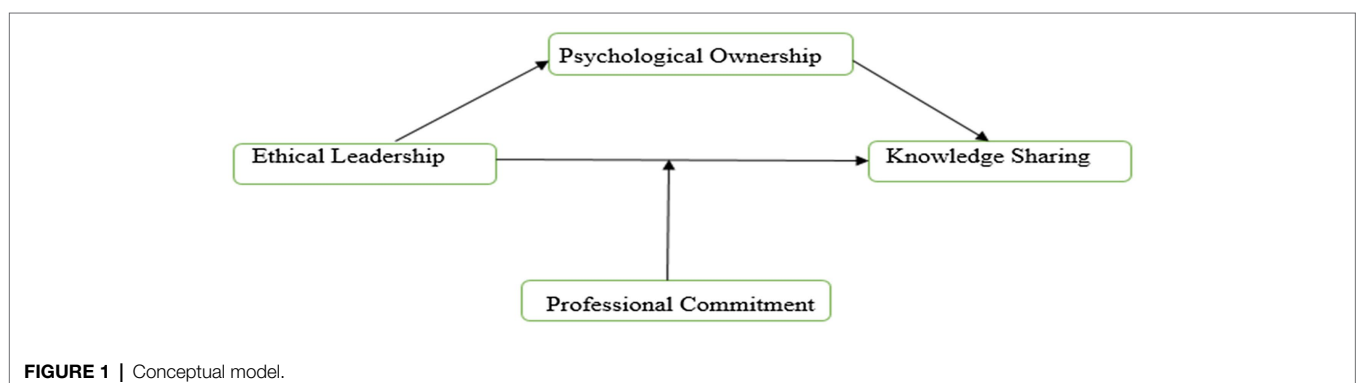 Psychological Ownership
Ethical Leadership
Knowledge Sharing
Professional Commitment
FIGURE 1 | Conceptual model.